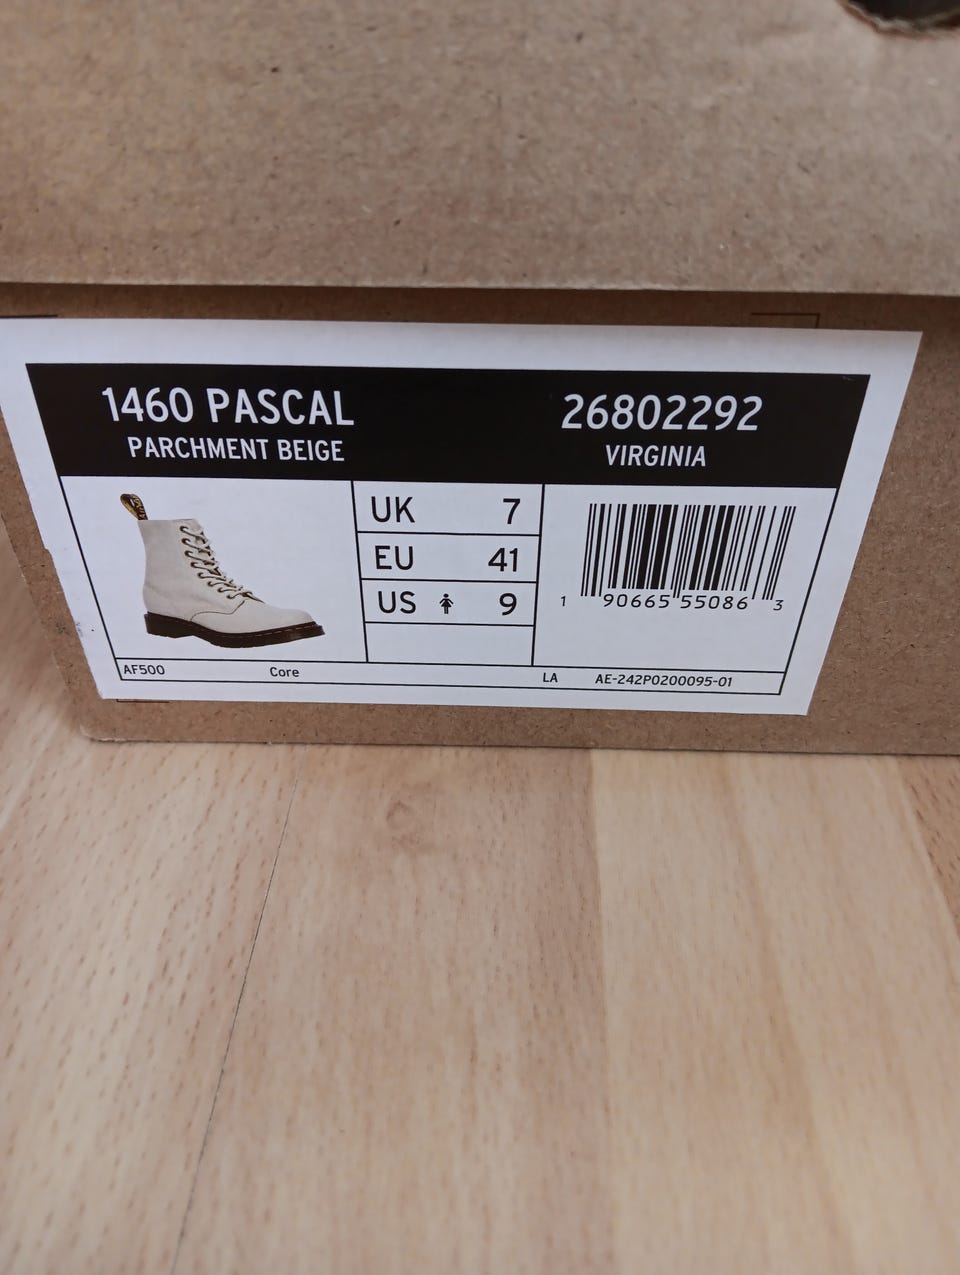 1460 PASCAL
PARCHMENT BEIGE
26802292
VIRGINIA
UK 7
EU 41
US 9
1 90665 55086 3
AF500 Core LA AE-242P0200095-01